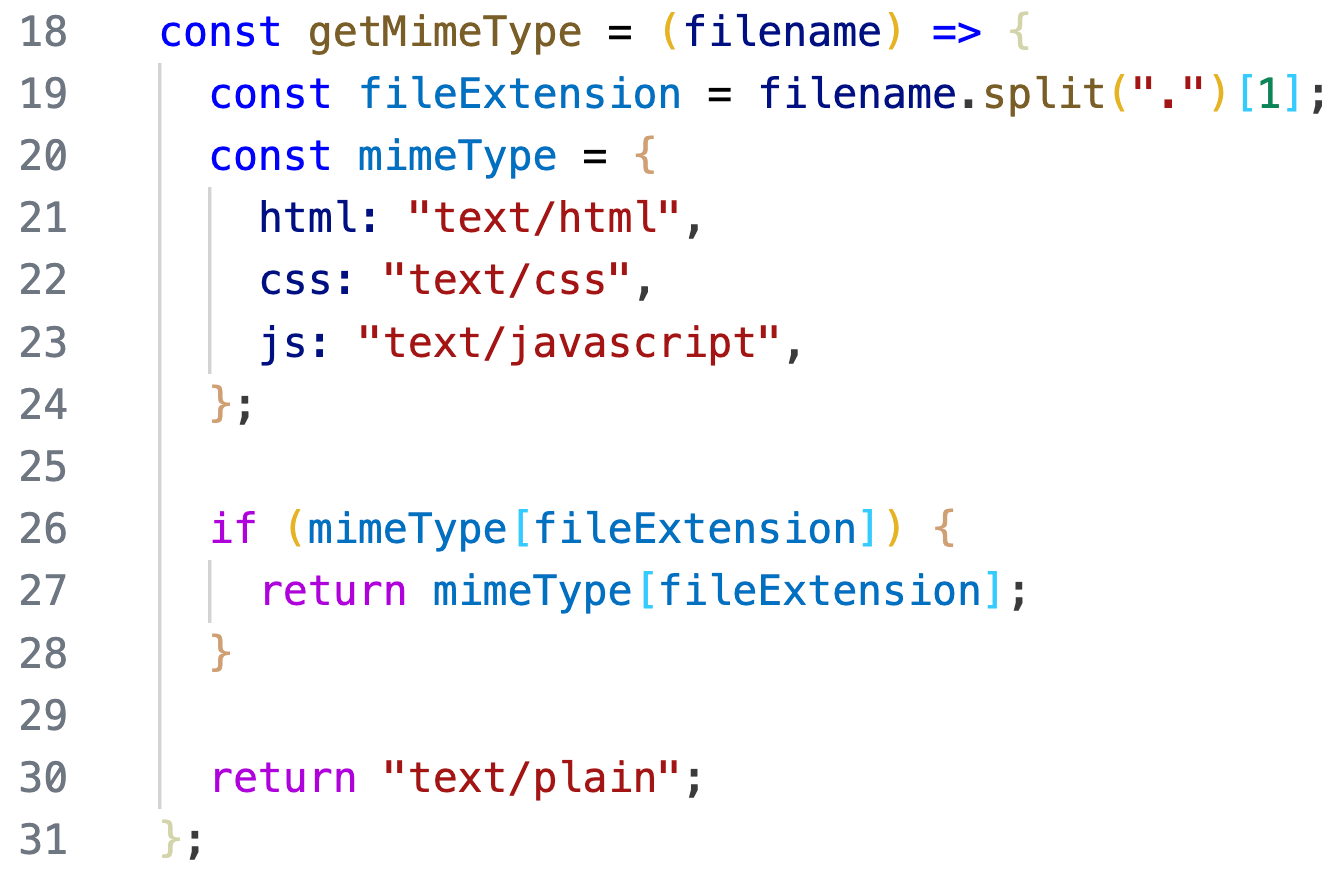 18 const getMimeType = (filename) => {
19 const fileExtension = filename.split(".")[1];
20 const mimeType = {
21 html: "text/html",
22 css: "text/css",
23 js: "text/javascript",
24 };
25
26 if (mimeType[fileExtension]) {
27 return mimeType[fileExtension];
28 }
29
30 return "text/plain";
31 };